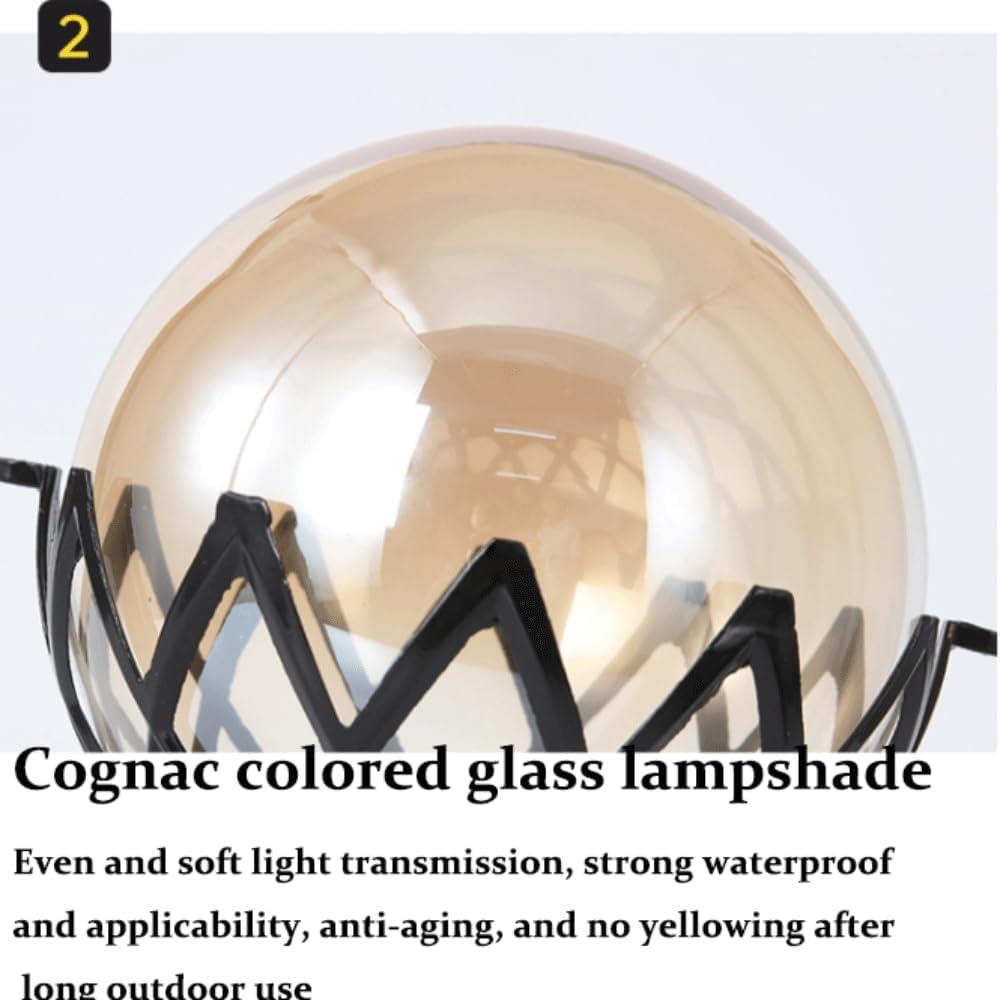 2
Cognac colored glass lampshade
Even and soft light transmission, strong waterproof
and applicability, anti-aging, and no yellowing after
long outdoor use